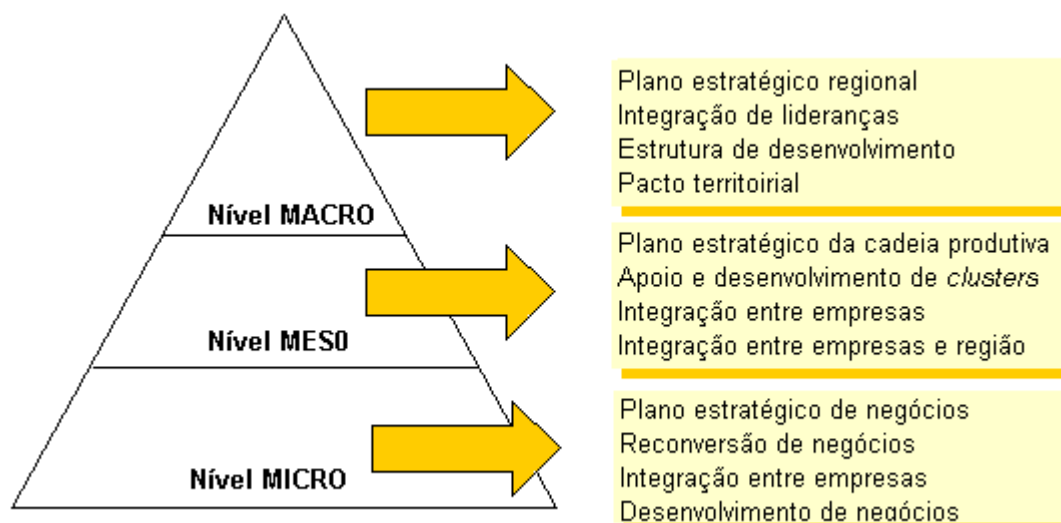 Nível MACRO
Plano estratégico regional
Integração de lideranças
Estrutura de desenvolvimento
Pacto territoirial
Nível MES0
Plano estratégico da cadeia produtiva
Apoio e desenvolvimento de clusters
Integração entre empresas
Integração entre empresas e região
Nível MICRO
Plano estratégico de negócios
Reconversão de negócios
Integração entre empresas
Desenvolvimento de negócios